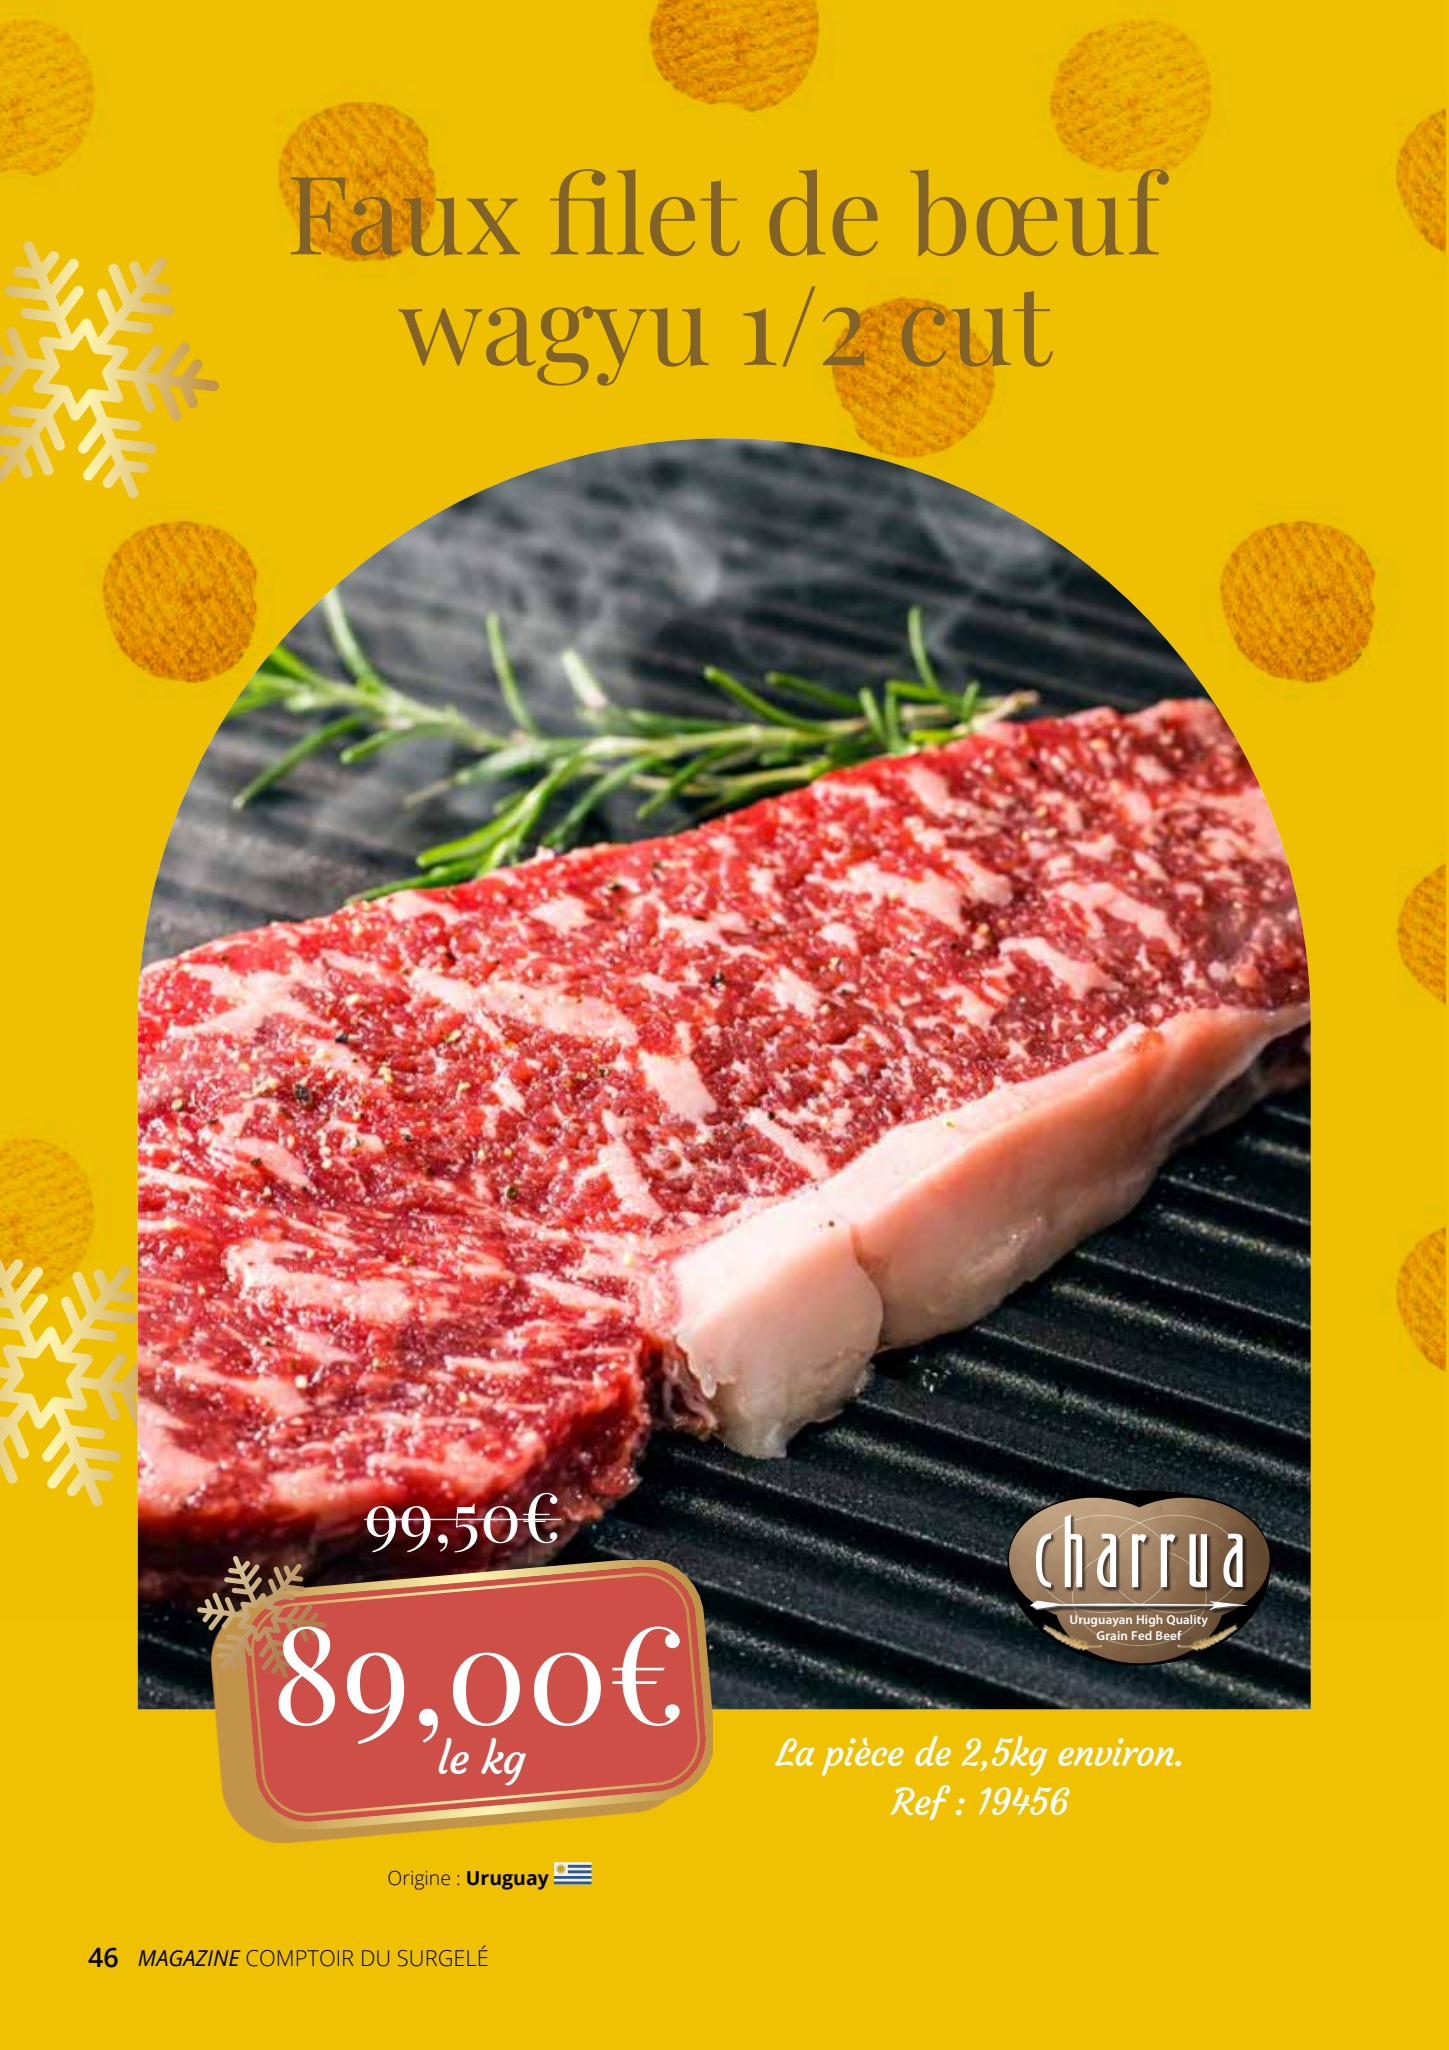 Faux filet de bœuf
wagyu 1/2 cut
99,50€
charrua
Uruguayan High Quality
Grain Fed Beef
89,00€
le kg
La pièce de 2,5kg environ.
Ref : 19456
Origine : Uruguay
46 MAGAZINE COMPTOIR DU SURGELÉ